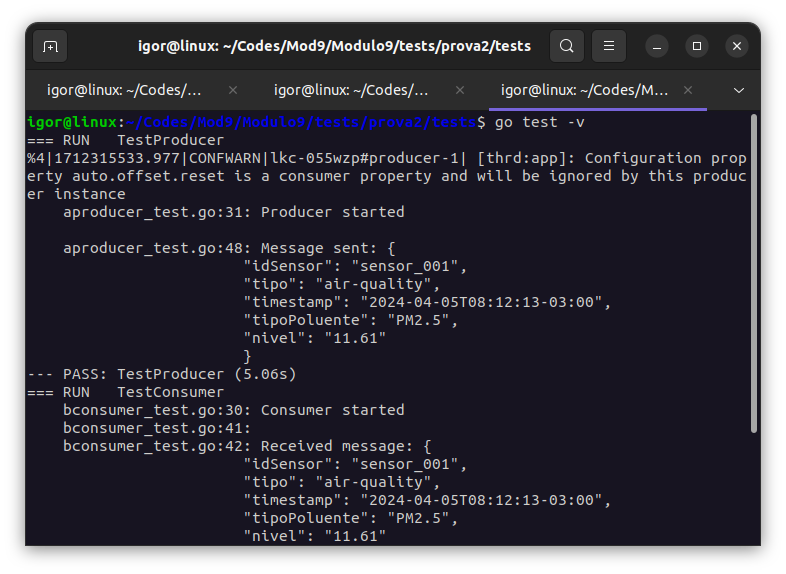 igor@linux: ~/Codes/Mod9/Modulo9/tests/prova2/tests
igor@linux: ~/Codes/... igor@linux: ~/Codes/... igor@linux: ~/Codes/M...
igor@linux:~/Codes/Mod9/Modulo9/tests/prova2/tests$ go test -v
=== RUN   TestProducer
%4|1712315533.977|CONFWARN|lkc-055wzp#producer-1| [thrd:app]: Configuration prop
erty auto.offset.reset is a consumer property and will be ignored by this produc
er instance
    aproducer_test.go:31: Producer started
    aproducer_test.go:48: Message sent: {
                        "idSensor": "sensor_001",
                        "tipo": "air-quality",
                        "timestamp": "2024-04-05T08:12:13-03:00",
                        "tipoPoluente": "PM2.5",
                        "nivel": "11.61"
                        }
--- PASS: TestProducer (5.06s)
=== RUN   TestConsumer
    bconsumer_test.go:30: Consumer started
    bconsumer_test.go:41:
    bconsumer_test.go:42: Received message: {
                        "idSensor": "sensor_001",
                        "tipo": "air-quality",
                        "timestamp": "2024-04-05T08:12:13-03:00",
                        "tipoPoluente": "PM2.5",
                        "nivel": "11.61"